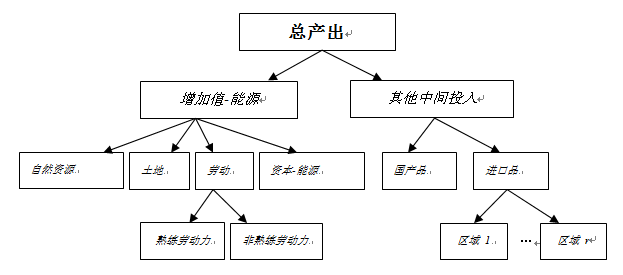 总产出
增加值-能源
其他中间投入
自然资源
土地
劳动
资本-能源
国产品
进口品
熟练劳动力
非熟练劳动力
区域 1
…
区域 r